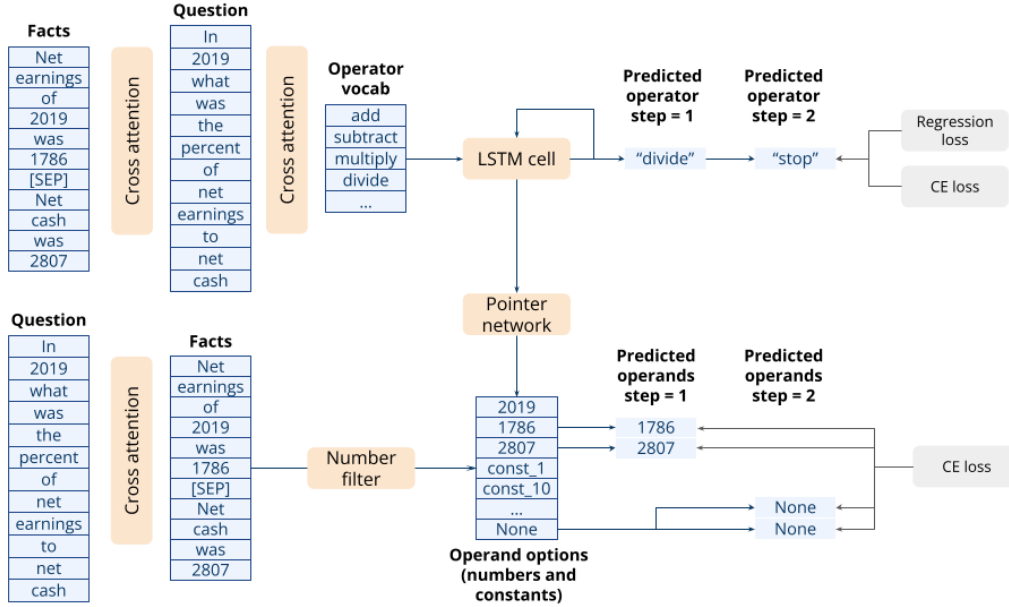 Facts
Net
earnings
of
2019
was
1786
[SEP]
Net
cash
was
2807
Cross attention
Question
In
2019
what
was
the
percent
of
net
earnings
to
net
cash
Cross attention
Operator
vocab
add
subtract
multiply
divide
...
LSTM cell
Predicted
operator
step = 1
“divide”
Predicted
operator
step = 2
“stop”
Regression
loss
CE loss
Pointer
network
Question
In
2019
what
was
the
percent
of
net
earnings
to
net
cash
Cross attention
Facts
Net
earnings
of
2019
was
1786
[SEP]
Net
cash
was
2807
Number
filter
2019
1786
2807
const_1
const_10
...
None
Operand options
(numbers and
constants)
Predicted
operands
step = 1
1786
2807
Predicted
operands
step = 2
None
None
CE loss